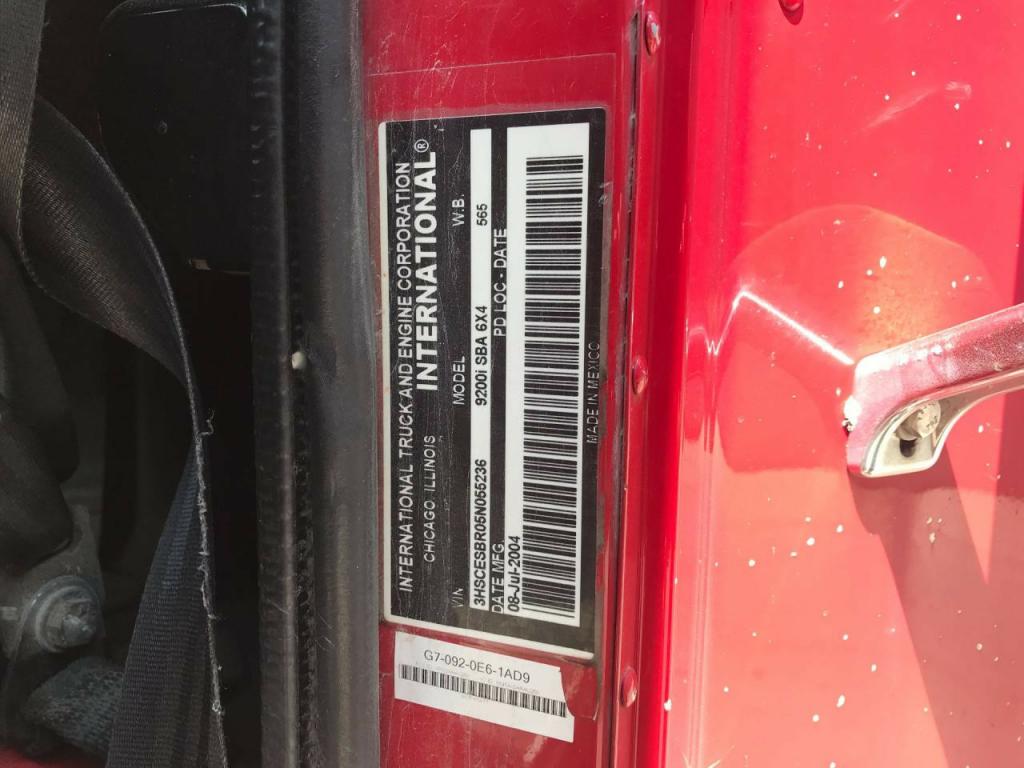 INTERNATIONAL TRUCK AND ENGINE CORPORATION
CHICAGO ILLINOIS INTERNATIONAL®
VIN MODEL W.B.
3HSCESBR05N055236 9200i SBA 6X4 565
DATE MFG PD LOC - DATE
08-Jul-2004
MADE IN MEXICO
G7-092-0E6-1AD9